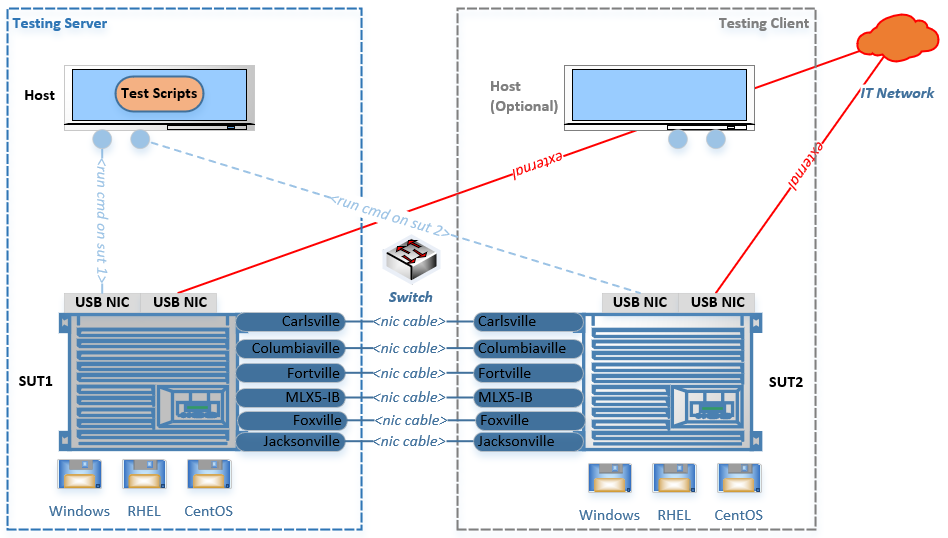 Testing Server
Testing Client
Host
Test Scripts
Host
(Optional)
IT Network
external
external
<run cmd on sut 1>
<run cmd on sut 2>
Switch
USB NIC
USB NIC
USB NIC
USB NIC
SUT1
SUT2
Carlsville
<nic cable>
Carlsville
Columbiaville
<nic cable>
Columbiaville
Fortville
<nic cable>
Fortville
MLX5-IB
<nic cable>
MLX5-IB
Foxville
<nic cable>
Foxville
Jacksonville
<nic cable>
Jacksonville
Windows
RHEL
CentOS
Windows
RHEL
CentOS